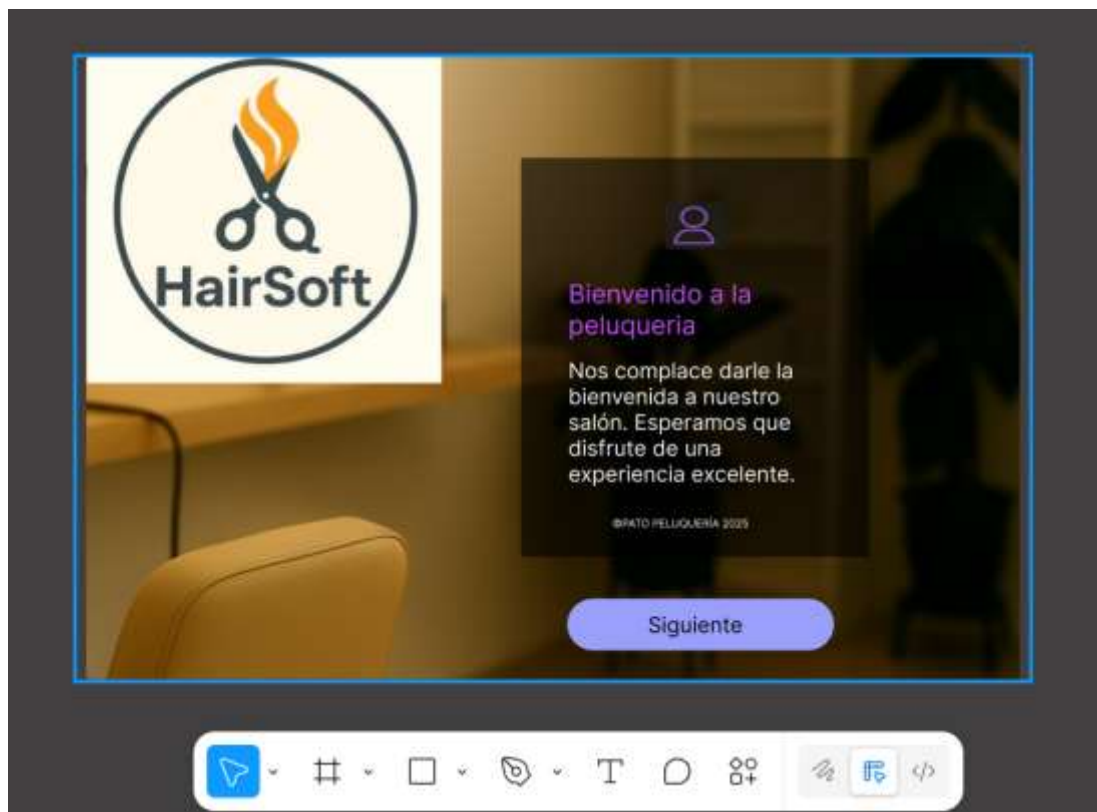 HairSoft
Bienvenido a la
peluqueria
Nos complace darle la
bienvenida a nuestro
salón. Esperamos que
disfrute de una
experiencia excelente.
©PATO PELUQUERÍA 2025
Siguiente